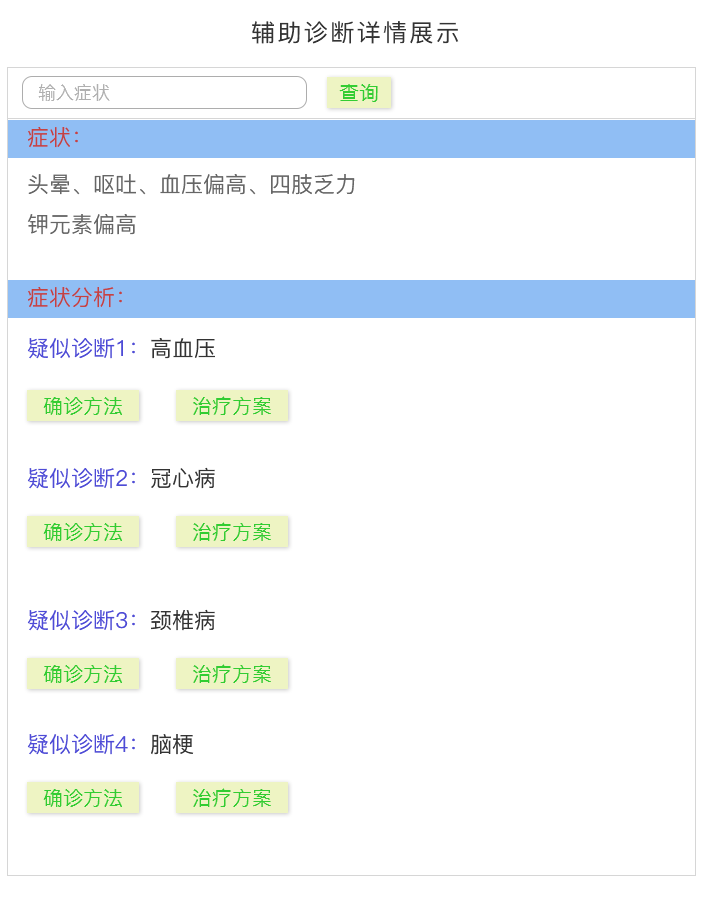 辅助诊断详情展示
输入症状 查询
症状：
头晕、呕吐、血压偏高、四肢乏力
钾元素偏高
症状分析：
疑似诊断1：高血压
确诊方法 治疗方案
疑似诊断2：冠心病
确诊方法 治疗方案
疑似诊断3：颈椎病
确诊方法 治疗方案
疑似诊断4：脑梗
确诊方法 治疗方案